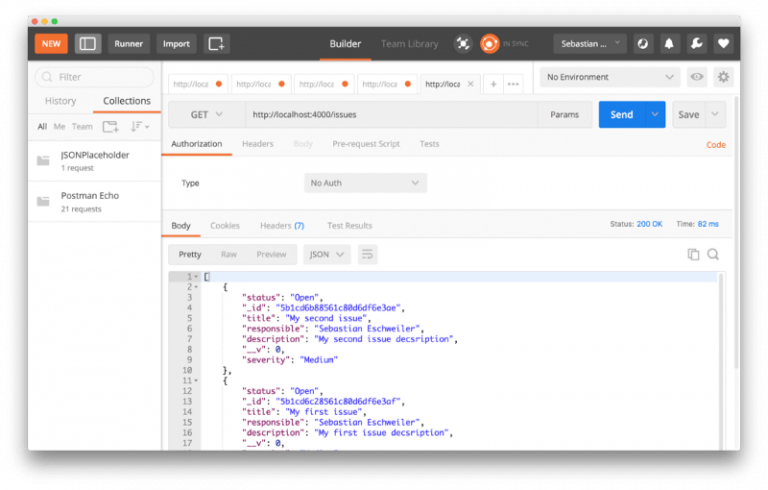 NEW Runner Import Builder Team Library IN SYNC Sebastian ...
Filter
http://loca http://loca http://loca http://loca http://loca + ••• No Environment
History Collections
GET http://localhost:4000/issues Params Send Save
All Me Team
Authorization Headers Body Pre-request Script Tests Code
JSONPlaceholder
1 request
Type No Auth
Postman Echo
21 requests
Body Cookies Headers (7) Test Results Status: 200 OK Time: 82 ms
Pretty Raw Preview JSON
1 [
2 {
3 "status": "Open",
4 "_id": "5b1cd6b88561c80d6df6e3ae",
5 "title": "My second issue",
6 "responsible": "Sebastian Eschweiler",
7 "description": "My second issue decsription",
8 "__v": 0,
9 "severity": "Medium"
10 },
11 {
12 "status": "Open",
13 "_id": "5b1cd6c28561c80d6df6e3af",
14 "title": "My first issue",
15 "responsible": "Sebastian Eschweiler",
16 "description": "My first issue decsription",
17 "__v": 0,